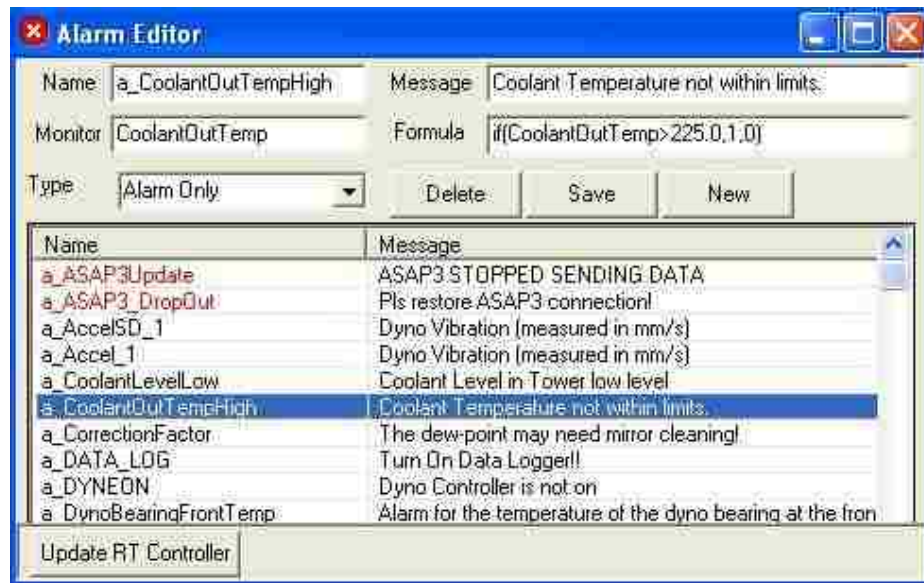 Alarm Editor
Name a_CoolantOutTempHigh Message Coolant Temperature not within limits.
Monitor CoolantOutTemp Formula if(CoolantOutTemp>225.0,1,0)
Type Alarm Only Delete Save New
Name Message
a_ASAP3Update ASAP3 STOPPED SENDING DATA
a_ASAP3_DropOut Pls restore ASAP3 connection!
a_AccelSD_1 Dyno Vibration (measured in mm/s)
a_Accel_1 Dyno Vibration (measured in mm/s)
a_CoolantLevelLow Coolant Level in Tower low level
a_CoolantOutTempHigh Coolant Temperature not within limits.
a_CorrectionFactor The dew-point may need mirror cleaning!
a_DATA_LOG Turn On Data Logger!!
a_DYNEON Dyno Controller is not on
a_DynoBearingFrontTemp Alarm for the temperature of the dyno bearing at the fron
Update RT Controller